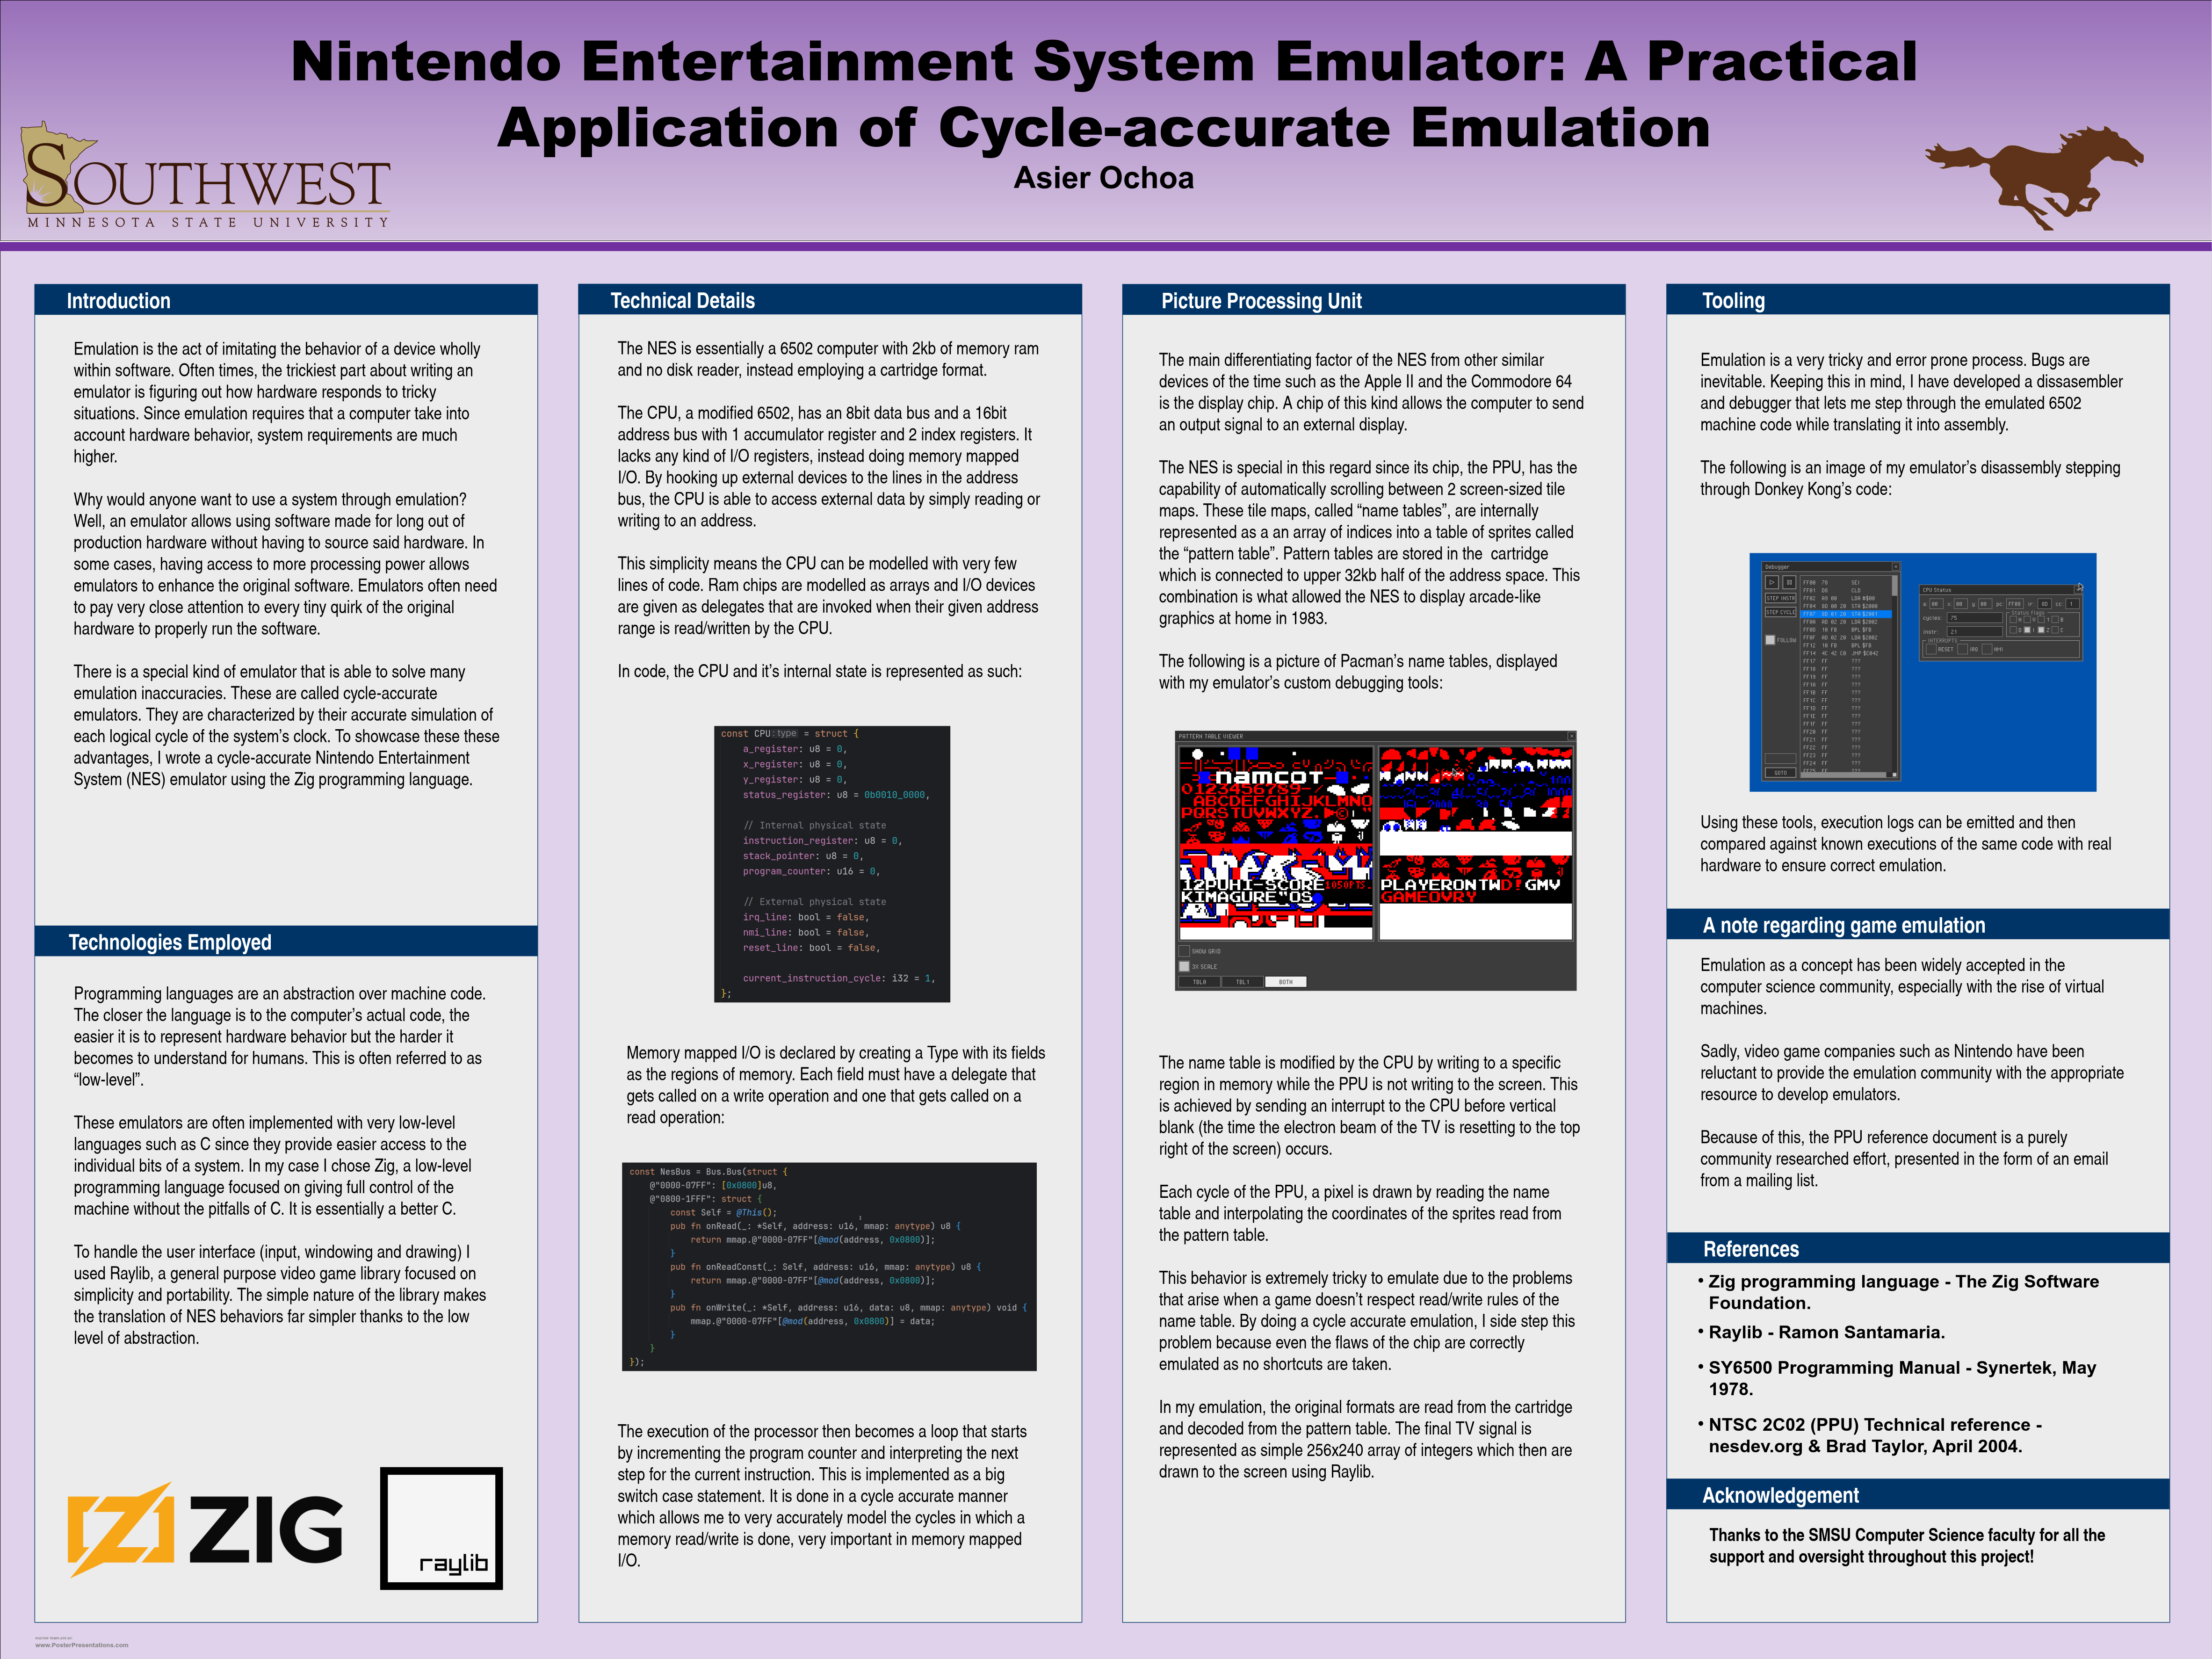 Nintendo Entertainment System Emulator: A Practical
Application of Cycle-accurate Emulation
Asier Ochoa
SOUTHWEST
MINNESOTA STATE UNIVERSITY
Introduction
Emulation is the act of imitating the behavior of a device wholly
within software. Often times, the trickiest part about writing an
emulator is figuring out how hardware responds to tricky
situations. Since emulation requires that a computer take into
account hardware behavior, system requirements are much
higher.
Why would anyone want to use a system through emulation?
Well, an emulator allows using software made for long out of
production hardware without having to source said hardware. In
some cases, having access to more processing power allows
emulators to enhance the original software. Emulators often need
to pay very close attention to every tiny quirk of the original
hardware to properly run the software.
There is a special kind of emulator that is able to solve many
emulation inaccuracies. These are called cycle-accurate
emulators. They are characterized by their accurate simulation of
each logical cycle of the system's clock. To showcase these these
advantages, I wrote a cycle-accurate Nintendo Entertainment
System (NES) emulator using the Zig programming language.
Technologies Employed
Programming languages are an abstraction over machine code.
The closer the language is to the computer's actual code, the
easier it is to represent hardware behavior but the harder it
becomes to understand for humans. This is often referred to as
“low-level”.
These emulators are often implemented with very low-level
languages such as C since they provide easier access to the
individual bits of a system. In my case I chose Zig, a low-level
programming language focused on giving full control of the
machine without the pitfalls of C. It is essentially a better C.
To handle the user interface (input, windowing and drawing) I
used Raylib, a general purpose video game library focused on
simplicity and portability. The simple nature of the library makes
the translation of NES behaviors far simpler thanks to the low
level of abstraction.
ZIG
raylib
www.PosterPresentations.com
Technical Details
The NES is essentially a 6502 computer with 2kb of memory ram
and no disk reader, instead employing a cartridge format.
The CPU, a modified 6502, has an 8bit data bus and a 16bit
address bus with 1 accumulator register and 2 index registers. It
lacks any kind of I/O registers, instead doing memory mapped
I/O. By hooking up external devices to the lines in the address
bus, the CPU is able to access external data by simply reading or
writing to an address.
This simplicity means the CPU can be modelled with very few
lines of code. Ram chips are modelled as arrays and I/O devices
are given as delegates that are invoked when their given address
range is read/written by the CPU.
In code, the CPU and it's internal state is represented as such:
const CPU: type = struct {
a_register: u8 = 0,
x_register: u8 = 0,
y_register: u8 = 0,
status_register: u8 = 0b0010_0000,
// Internal physical state
instruction_register: u8 = 0,
stack_pointer: u8 = 0,
program_counter: u16 = 0,
// External physical state
irq_line: bool = false,
nmi_line: bool = false,
reset_line: bool = false,
current_instruction_cycle: i32 = 1,
};
Memory mapped I/O is declared by creating a Type with its fields
as the regions of memory. Each field must have a delegate that
gets called on a write operation and one that gets called on a
read operation:
const NesBus = Bus.Bus(struct {
@"0000-07FF": [0x0800]u8,
@"0800-1FFF": struct {
const Self = @This();
pub fn onRead(_: *Self, address: u16, mmap: anytype) u8 {
return mmap.@"0000-07FF"[@mod(address, 0x0800)];
}
pub fn onReadConst(_: Self, address: u16, mmap: anytype) u8 {
return mmap.@"0000-07FF"[@mod(address, 0x0800)];
}
pub fn onWrite(_: *Self, address: u16, data: u8, mmap: anytype) void {
mmap.@"0000-07FF"[@mod(address, 0x0800)] = data;
}
}
});
The execution of the processor then becomes a loop that starts
by incrementing the program counter and interpreting the next
step for the current instruction. This is implemented as a big
switch case statement. It is done in a cycle accurate manner
which allows me to very accurately model the cycles in which a
memory read/write is done, very important in memory mapped
I/O.
Picture Processing Unit
The main differentiating factor of the NES from other similar
devices of the time such as the Apple II and the Commodore 64
is the display chip. A chip of this kind allows the computer to send
an output signal to an external display.
The NES is special in this regard since its chip, the PPU, has the
capability of automatically scrolling between 2 screen-sized tile
maps. These tile maps, called “name tables”, are internally
represented as a an array of indices into a table of sprites called
the “pattern table”. Pattern tables are stored in the cartridge
which is connected to upper 32kb half of the address space. This
combination is what allowed the NES to display arcade-like
graphics at home in 1983.
The following is a picture of Pacman's name tables, displayed
with my emulator's custom debugging tools:
PATTERN TABLE VIEWER
namcot
0123456789-/
ABCDEFGHIJKLMNO
PQRSTUVWXYZ.
12PUHI-SCORE
KIMAGURE"OS
PLAYERONTWD!GMV
GAMEOVRY
SHOW GRID
3X SCALE
TBL0 TBL1 BOTH
The name table is modified by the CPU by writing to a specific
region in memory while the PPU is not writing to the screen. This
is achieved by sending an interrupt to the CPU before vertical
blank (the time the electron beam of the TV is resetting to the top
right of the screen) occurs.
Each cycle of the PPU, a pixel is drawn by reading the name
table and interpolating the coordinates of the sprites read from
the pattern table.
This behavior is extremely tricky to emulate due to the problems
that arise when a game doesn't respect read/write rules of the
name table. By doing a cycle accurate emulation, I side step this
problem because even the flaws of the chip are correctly
emulated as no shortcuts are taken.
In my emulation, the original formats are read from the cartridge
and decoded from the pattern table. The final TV signal is
represented as simple 256x240 array of integers which then are
drawn to the screen using Raylib.
Tooling
Emulation is a very tricky and error prone process. Bugs are
inevitable. Keeping this in mind, I have developed a dissasembler
and debugger that lets me step through the emulated 6502
machine code while translating it into assembly.
The following is an image of my emulator's disassembly stepping
through Donkey Kong's code:
Debugger
STEP INSTR
STEP CYCLE
FOLLOW
GOTO
FF00 78 SEI
FF01 D8 CLD
CPU Status
cycles: 75
instr: 21
Status Flags
INTERRUPTS
RESET IRQ NMI
Using these tools, execution logs can be emitted and then
compared against known executions of the same code with real
hardware to ensure correct emulation.
A note regarding game emulation
Emulation as a concept has been widely accepted in the
computer science community, especially with the rise of virtual
machines.
Sadly, video game companies such as Nintendo have been
reluctant to provide the emulation community with the appropriate
resource to develop emulators.
Because of this, the PPU reference document is a purely
community researched effort, presented in the form of an email
from a mailing list.
References
• Zig programming language - The Zig Software
Foundation.
• Raylib - Ramon Santamaria.
• SY6500 Programming Manual - Synertek, May
1978.
• NTSC 2C02 (PPU) Technical reference -
nesdev.org & Brad Taylor, April 2004.
Acknowledgement
Thanks to the SMSU Computer Science faculty for all the
support and oversight throughout this project!